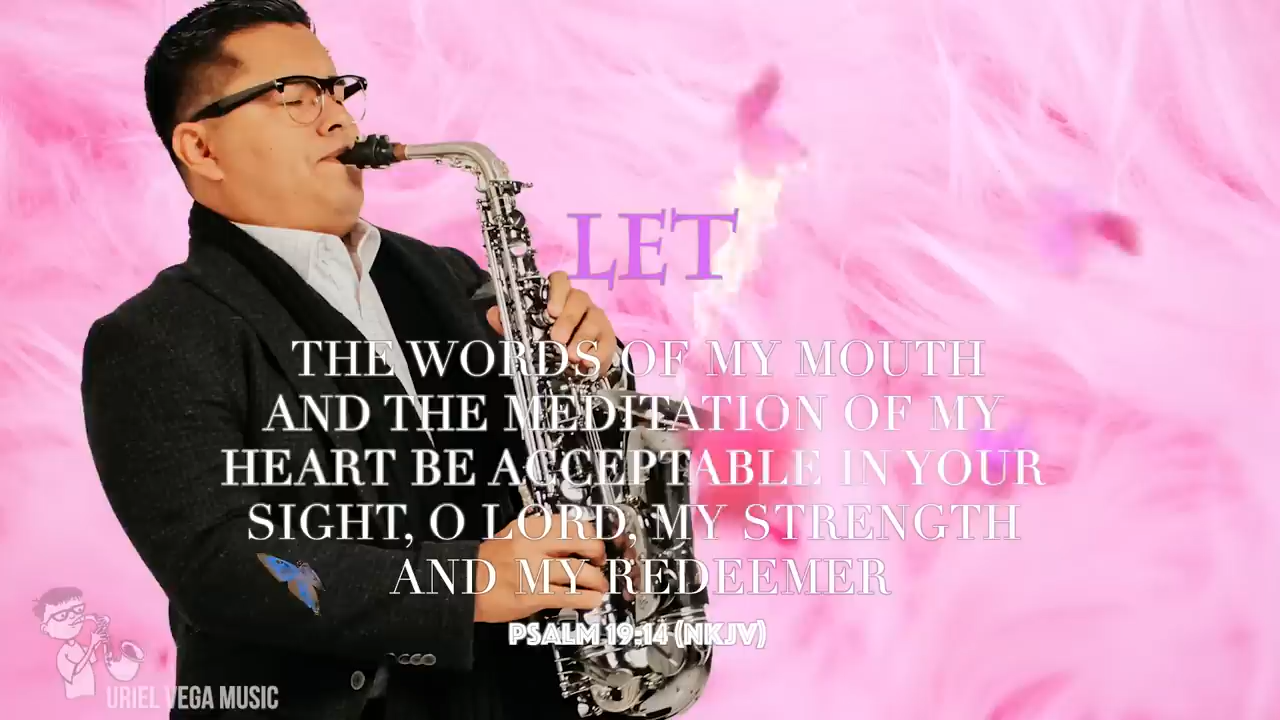 LET
THE WORDS OF MY MOUTH
AND THE MEDITATION OF MY
HEART BE ACCEPTABLE IN YOUR
SIGHT, O LORD, MY STRENGTH
AND MY REDEEMER
PSALM 19:14 (NKJV)
URIEL VEGA MUSIC